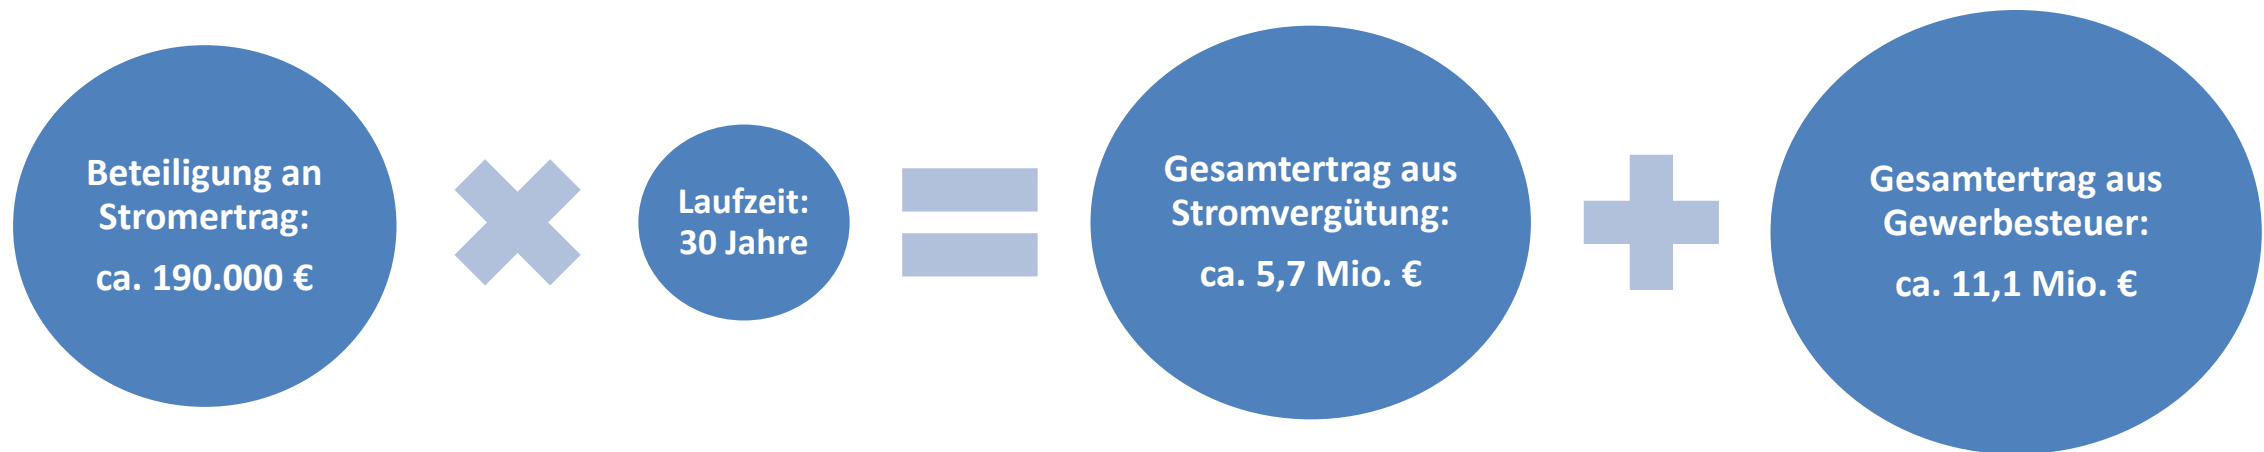 Beteiligung an
Stromertrag:
ca. 190.000 €
Laufzeit:
30 Jahre
Gesamtertrag aus
Stromvergütung:
ca. 5,7 Mio. €
Gesamtertrag aus
Gewerbesteuer:
ca. 11,1 Mio. €